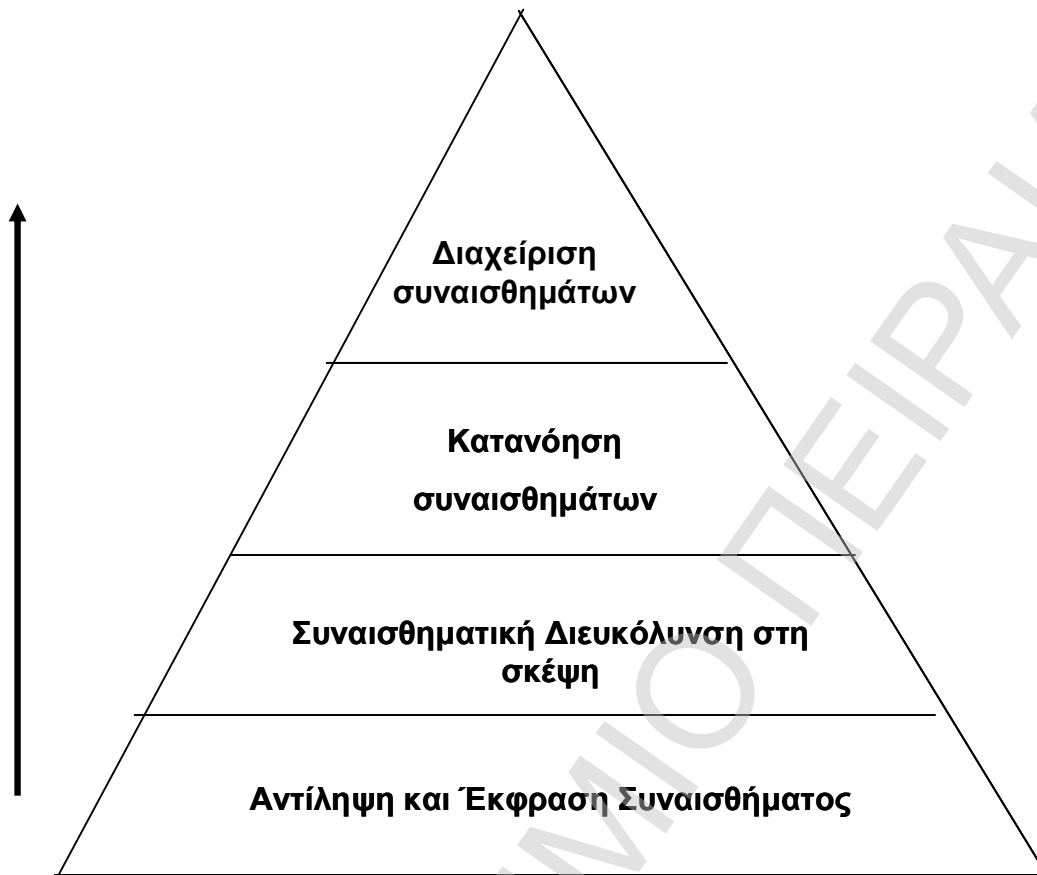 Διαχείριση
συναισθημάτων
Κατανόηση
συναισθημάτων
Συναισθηματική Διευκόλυνση στη
σκέψη
Αντίληψη και Έκφραση Συναισθήματος